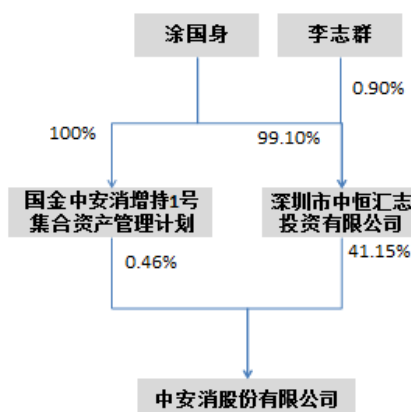 涂国身
李志群
0.90%
100%
99.10%
国金中安消增持1号
集合资产管理计划
深圳市中恒汇志
投资有限公司
0.46%
41.15%
中安消股份有限公司